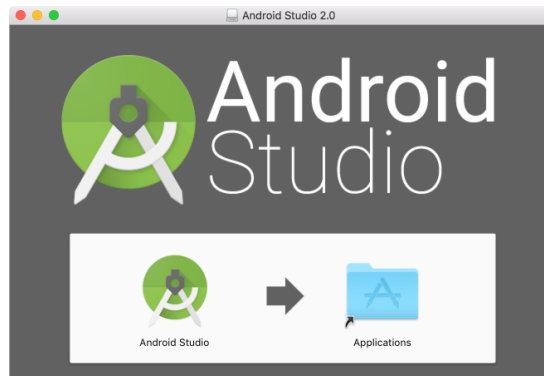 Android Studio 2.0
Android
Studio
Android Studio
Applications